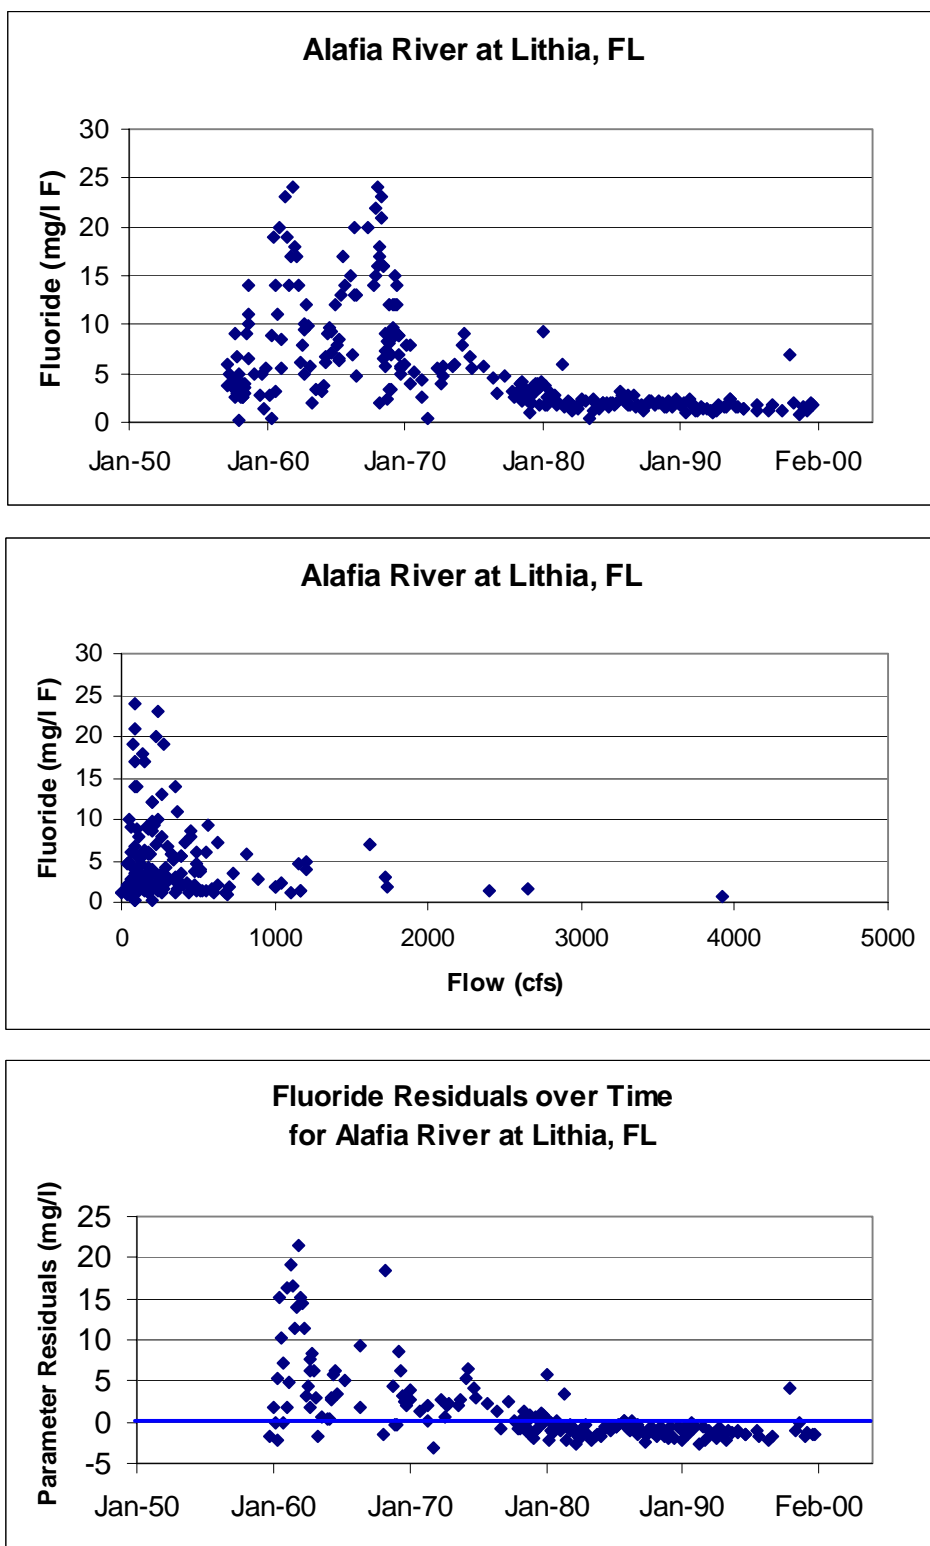 Alafia River at Lithia, FL
Fluoride (mg/l F)
30
25
20
15
10
5
0
Jan-50 Jan-60 Jan-70 Jan-80 Jan-90 Feb-00
Alafia River at Lithia, FL
Fluoride (mg/l F)
30
25
20
15
10
5
0
0 1000 2000 3000 4000 5000
Flow (cfs)
Fluoride Residuals over Time
for Alafia River at Lithia, FL
Parameter Residuals (mg/l)
25
20
15
10
5
0
-5
Jan-50 Jan-60 Jan-70 Jan-80 Jan-90 Feb-00